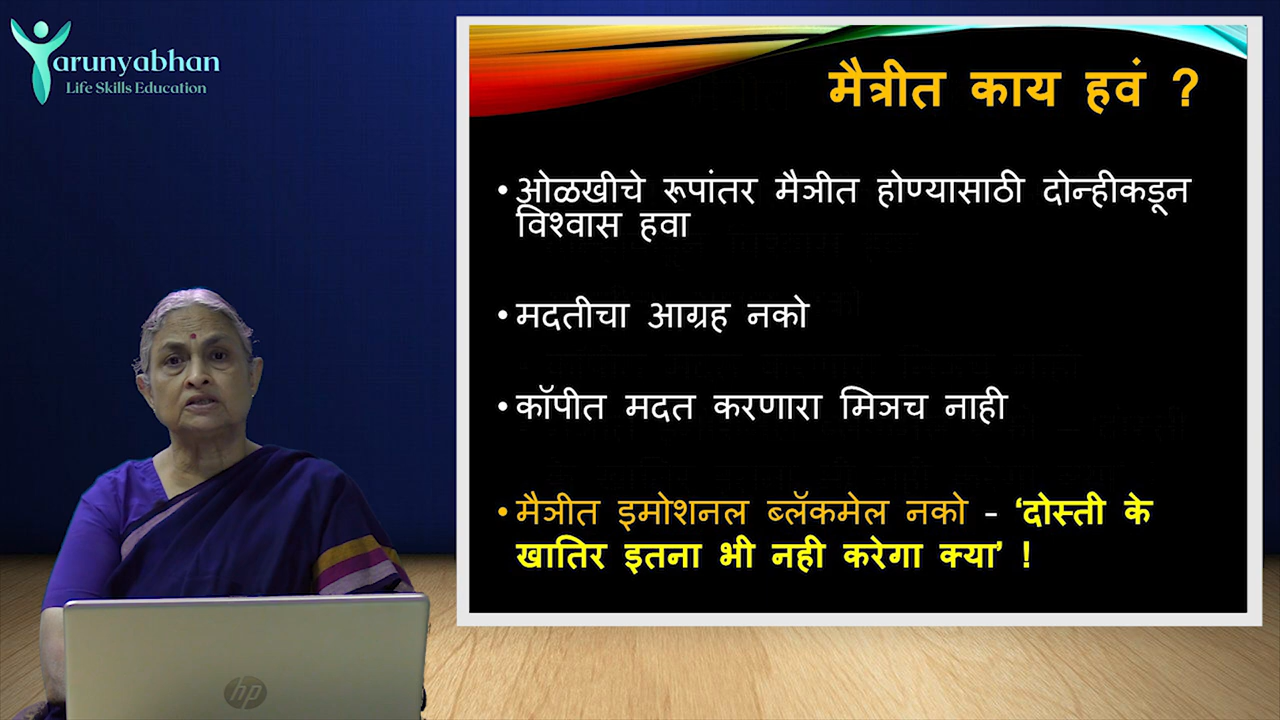 Tarunyabhan
Life Skills Education
मैत्रीत काय हवं ?
• ओळखीचे रूपांतर मैत्रीत होण्यासाठी दोन्हीकडून
विश्वास हवा
• मदतीचा आग्रह नको
• कॉपीत मदत करणारा मित्रच नाही
• मैत्रीत इमोशनल ब्लॅकमेल नको – ‘दोस्ती के
खातिर इतना भी नही करेगा क्या’ !
hp